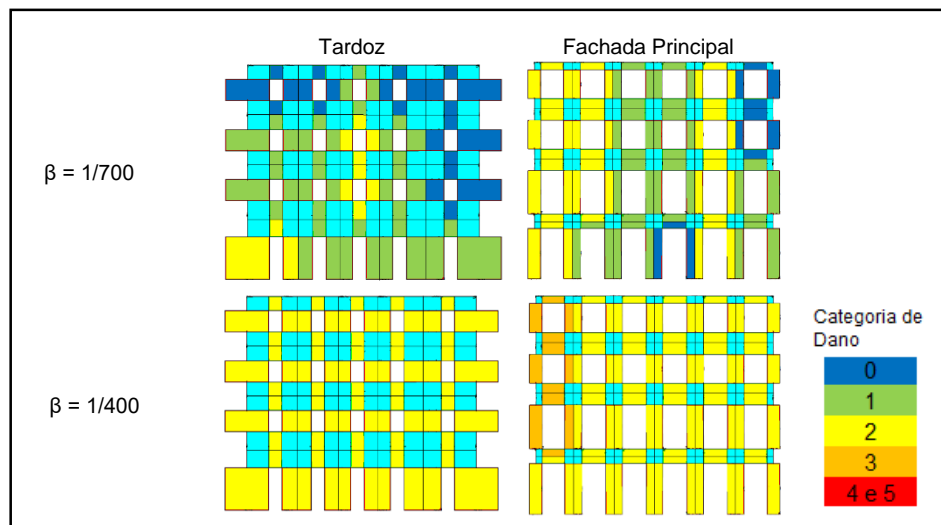 Tardoz
Fachada Principal
β = 1/700
β = 1/400
Categoria de
Dano
0
1
2
3
4 e 5